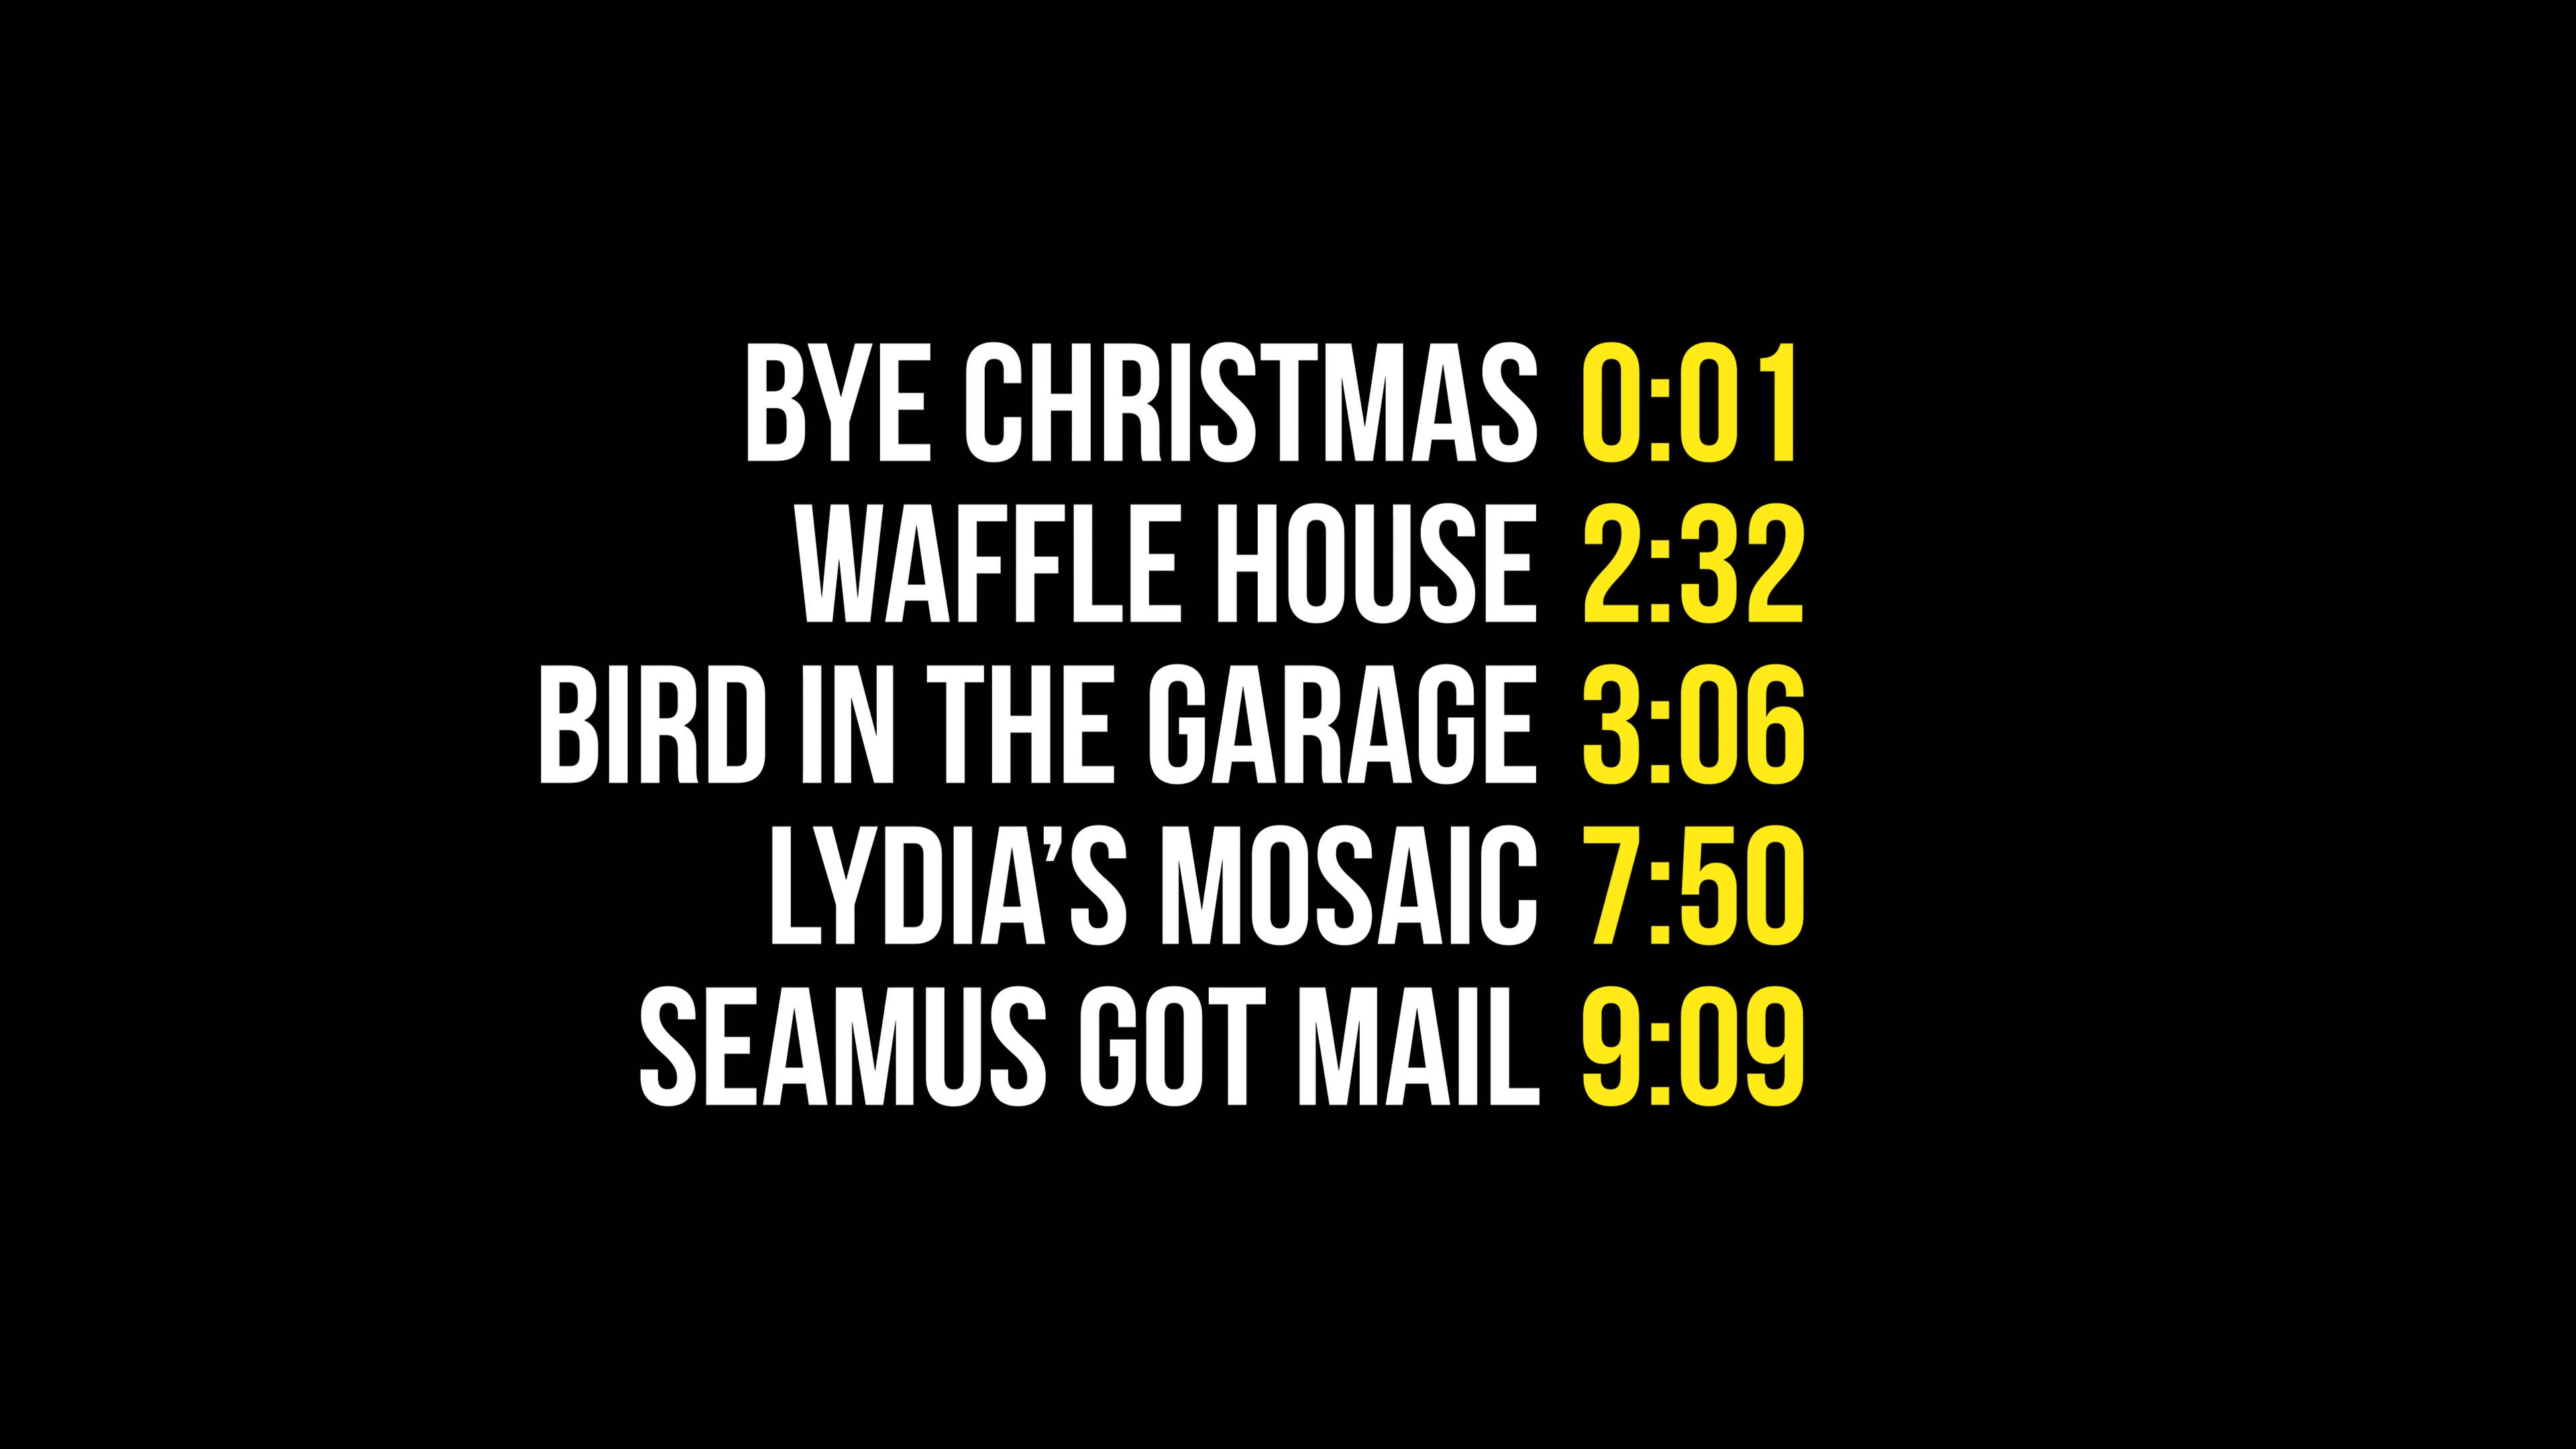 BYE CHRISTMAS 0:01
WAFFLE HOUSE 2:32
BIRD IN THE GARAGE 3:06
LYDIA’S MOSAIC 7:50
SEAMUS GOT MAIL 9:09